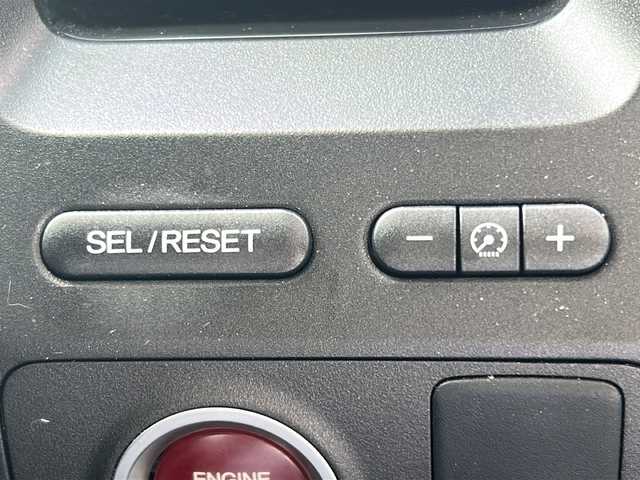 SEL/RESET
− +
ENGINE